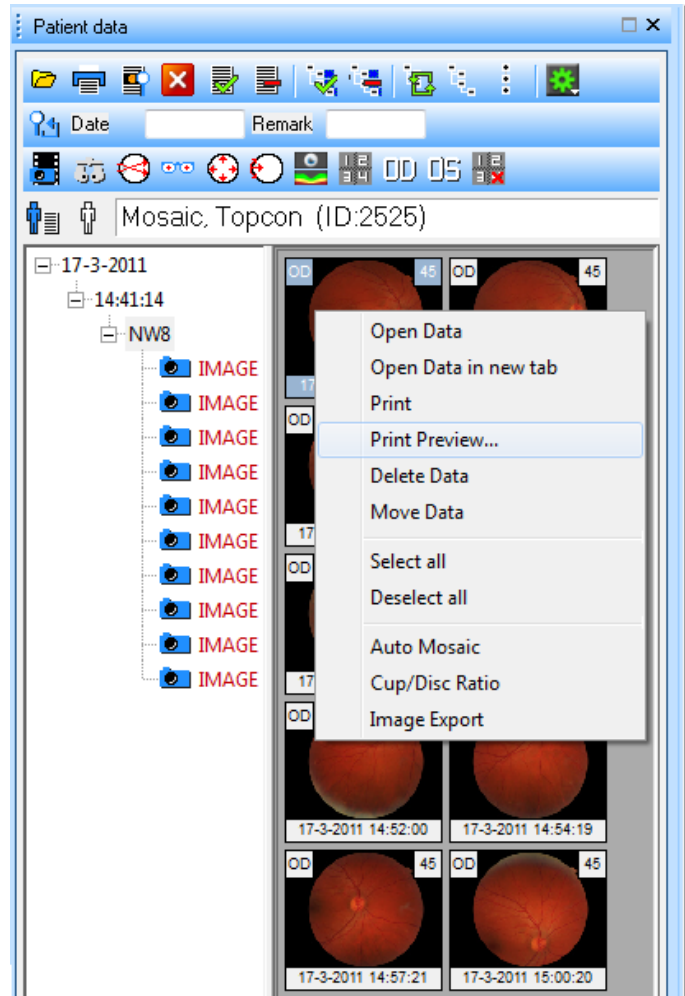 Patient data
Date Remark
OD OS
Mosaic, Topcon (ID:2525)
17-3-2011
14:41:14
NW8
IMAGE
IMAGE
IMAGE
IMAGE
IMAGE
IMAGE
IMAGE
IMAGE
IMAGE
IMAGE
OD 45 OD 45
17
OD
17
OD
17
OD
17-3-2011 14:52:00 17-3-2011 14:54:19
OD 45 OD 45
17-3-2011 14:57:21 17-3-2011 15:00:20
Open Data
Open Data in new tab
Print
Print Preview...
Delete Data
Move Data
Select all
Deselect all
Auto Mosaic
Cup/Disc Ratio
Image Export